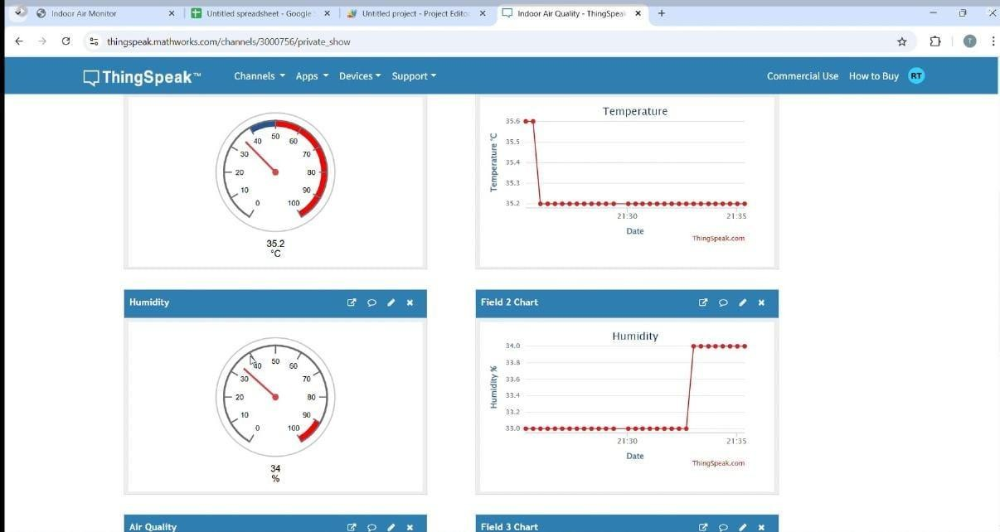 Indoor Air Monitor
Untitled spreadsheet - Google S
Untitled project - Project Editor
Indoor Air Quality - ThingSpeak
thingspeak.mathworks.com/channels/3000756/private_show
T
ThingSpeak™
Channels
Apps
Devices
Support
Commercial Use
How to Buy
RT
0
10
20
30
40
50
60
70
80
90
100
35.2
°C
Temperature
Temperature °C
35.6
35.5
35.4
35.3
35.2
21:30
21:35
Date
ThingSpeak.com
Humidity
0
10
20
30
40
50
60
70
80
90
100
34
%
Field 2 Chart
Humidity
Humidity %
34.0
33.8
33.6
33.4
33.2
33.0
21:30
21:35
Date
ThingSpeak.com
Air Quality
Field 3 Chart